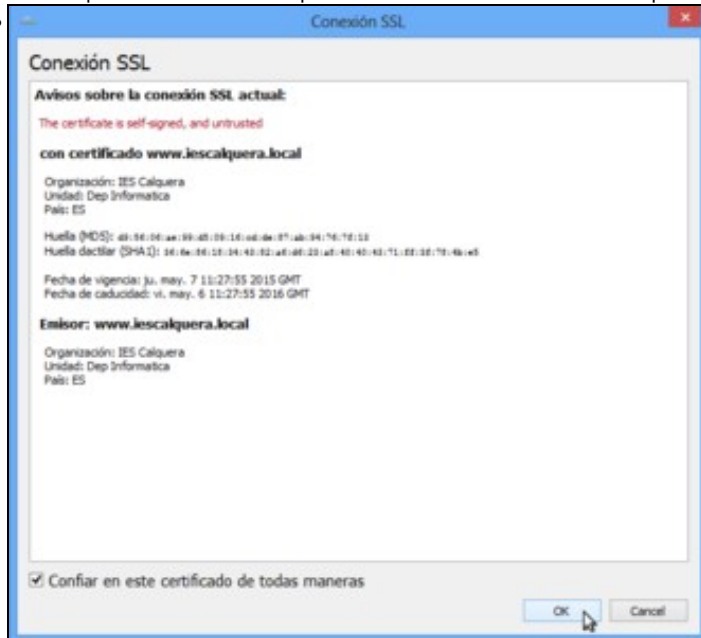 Conexión SSL
Conexión SSL
Avisos sobre la conexión SSL actual:
The certificate is self-signed, and untrusted
con certificado www.iescalquera.local
Organización: IES Calquera
Unidad: Dep Informatica
País: ES
Huella (MD5):
Huella dactilar (SHA1):
Fecha de vigencia: ju. may. 7 11:27:55 2015 GMT
Fecha de caducidad: vi. may. 6 11:27:55 2016 GMT
Emisor: www.iescalquera.local
Organización: IES Calquera
Unidad: Dep Informatica
País: ES
Confiar en este certificado de todas maneras
OK Cancel